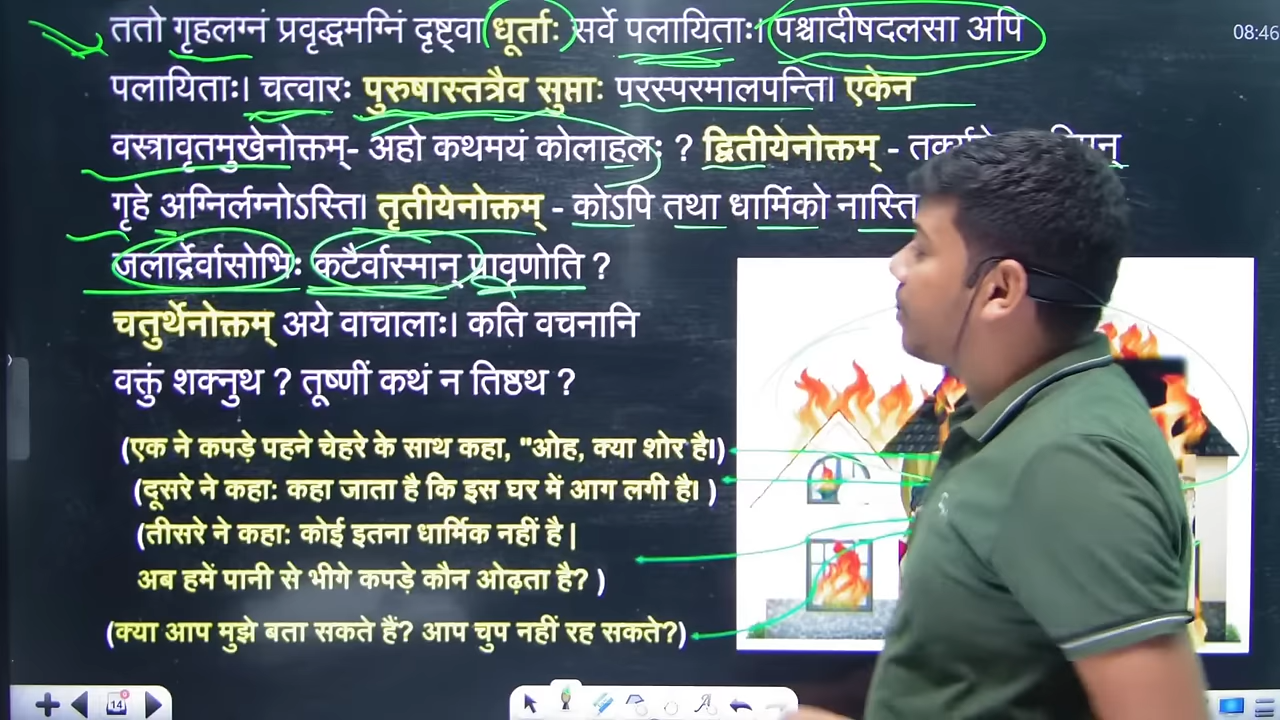 ततो गृहलग्नं प्रवृद्धमग्निं दृष्ट्वा धूर्ताः सर्वे पलायिताः। पश्चादीषदलसा अपि
08:46
पलायिताः। चत्वारः पुरुषास्तत्रैव सुप्ताः परस्परमालपन्ति। एकेन
वस्त्रावृतमुखेनोक्तम्- अहो कथमयं कोलाहलः ? द्वितीयेनोक्तम् -
गृहे अग्निर्लग्नोऽस्ति। तृतीयेनोक्तम् - कोऽपि तथा धार्मिको नास्ति
जलार्द्रैर्वासोभिः कटैर्वास्मान् प्रावृणोति ?
चतुर्थेनोक्तम् अये वाचालाः। कति वचनानि
वक्तुं शक्नुथ ? तूष्णीं कथं न तिष्ठथ ?
(एक ने कपड़े पहने चेहरे के साथ कहा, "ओह, क्या शोर है।)
(दूसरे ने कहा: कहा जाता है कि इस घर में आग लगी है। )
(तीसरे ने कहा: कोई इतना धार्मिक नहीं है |
अब हमें पानी से भीगे कपड़े कौन ओढ़ता है? )
(क्या आप मुझे बता सकते हैं? आप चुप नहीं रह सकते?)
14